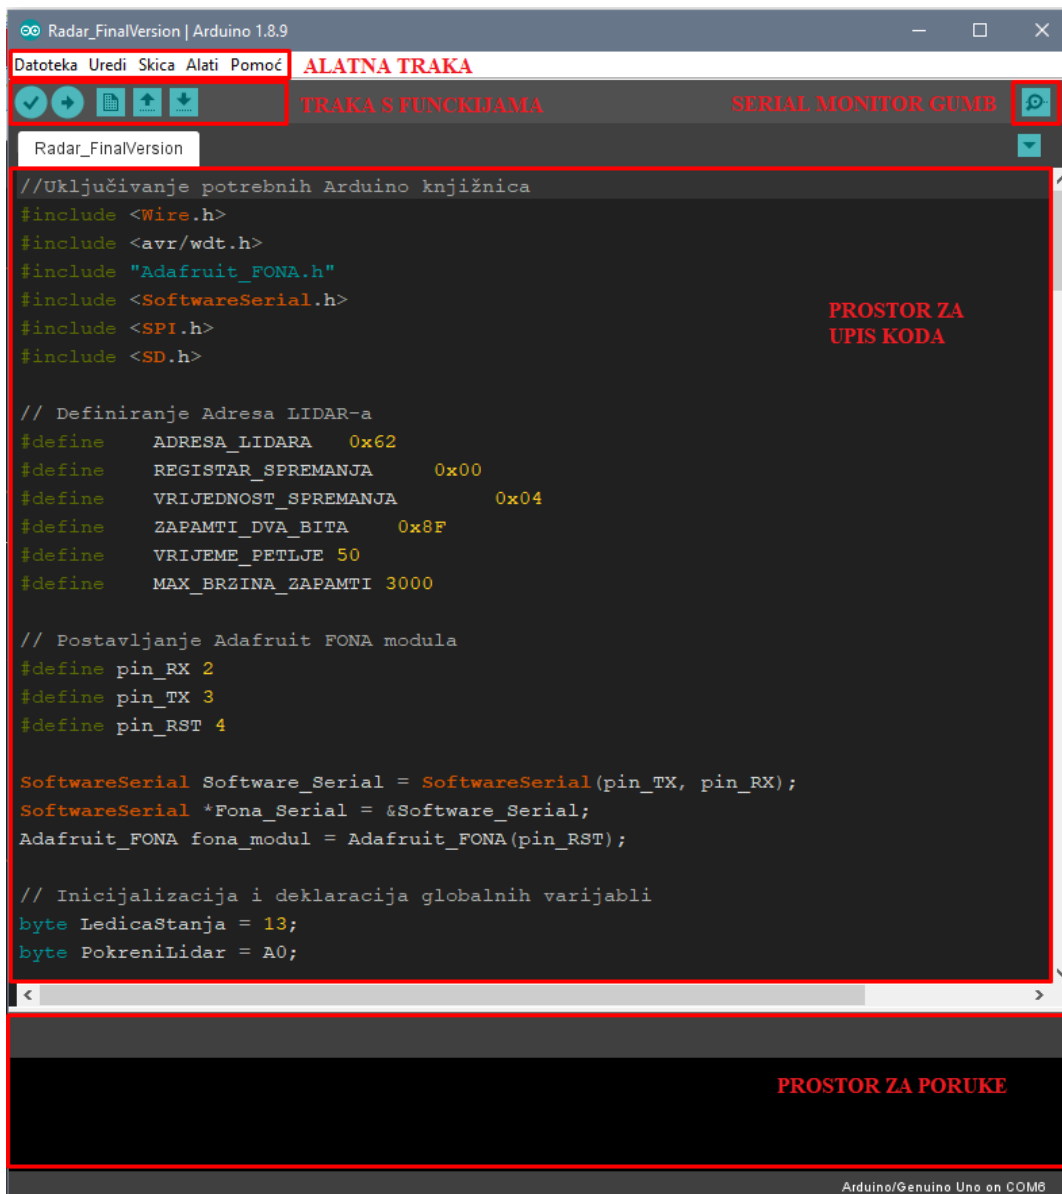 Radar_FinalVersion | Arduino 1.8.9
Datoteka Uredi Skica Alati Pomoć ALATNA TRAKA
TRAKA S FUNCKIJAMA SERIAL MONITOR GUMB
Radar_FinalVersion
//Uključivanje potrebnih Arduino knjižnica
#include <Wire.h>
#include <avr/wdt.h>
#include "Adafruit_FONA.h"
#include <SoftwareSerial.h>
#include <SPI.h>
#include <SD.h>
PROSTOR ZA
UPIS KODA
// Definiranje Adresa LIDAR-a
#define ADRESA_LIDARA 0x62
#define REGISTAR_SPREMANJA 0x00
#define VRIJEDNOST_SPREMANJA 0x04
#define ZAPAMTI_DVA_BITA 0x8F
#define VRIJEME_PETLJE 50
#define MAX_BRZINA_ZAPAMTI 3000
// Postavljanje Adafruit FONA modula
#define pin_RX 2
#define pin_TX 3
#define pin_RST 4
SoftwareSerial Software_Serial = SoftwareSerial(pin_TX, pin_RX);
SoftwareSerial *Fona_Serial = &Software_Serial;
Adafruit_FONA fona_modul = Adafruit_FONA(pin_RST);
// Inicijalizacija i deklaracija globalnih varijabli
byte LedicaStanja = 13;
byte PokreniLidar = A0;
PROSTOR ZA PORUKE
Arduino/Genuino Uno on COM6